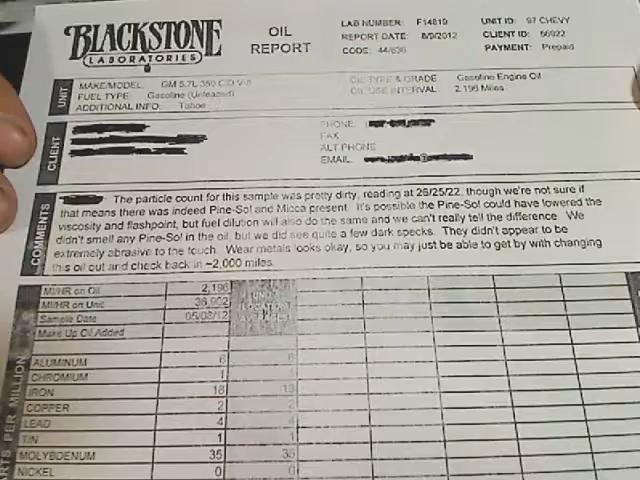 BLACKSTONE
LABORATORIES
OIL
REPORT
LAB NUMBER: F14819
REPORT DATE: 8/9/2012
CODE: 44/636
UNIT ID: 97 CHEVY
CLIENT ID: 56922
PAYMENT: Prepaid
UNIT
MAKE/MODEL: GM 5.7L 350 CID V-8
FUEL TYPE: Gasoline (Unleaded)
ADDITIONAL INFO: Tahoe
OIL TYPE & GRADE Gasoline Engine Oil
OIL USE INTERVAL 2,196 Miles
CLIENT
PHONE:
FAX
ALT PHONE
EMAIL:
COMMENTS
The particle count for this sample was pretty dirty, reading at 26/25/22, though we're not sure if
that means there was indeed Pine-Sol and Micca present. It's possible the Pine-Sol could have lowered the
viscosity and flashpoint, but fuel dilution will also do the same and we can't really tell the difference. We
didn't smell any Pine-Sol in the oil, but we did see quite a few dark specks. They didn't appear to be
extremely abrasive to the touch. Wear metals looks okay, so you may just be able to get by with changing
this oil out and check back in ~2,000 miles.
MI/HR on Oil 2,196
MI/HR on Unit
Sample Date 05/08/12
Make Up Oil Added
ALUMINUM 6 6
CHROMIUM 1 1
IRON 18
COPPER 2 2
LEAD 4 4
TIN 1 1
MOLYBDENUM 35 35
NICKEL 0 0
PER MILLION